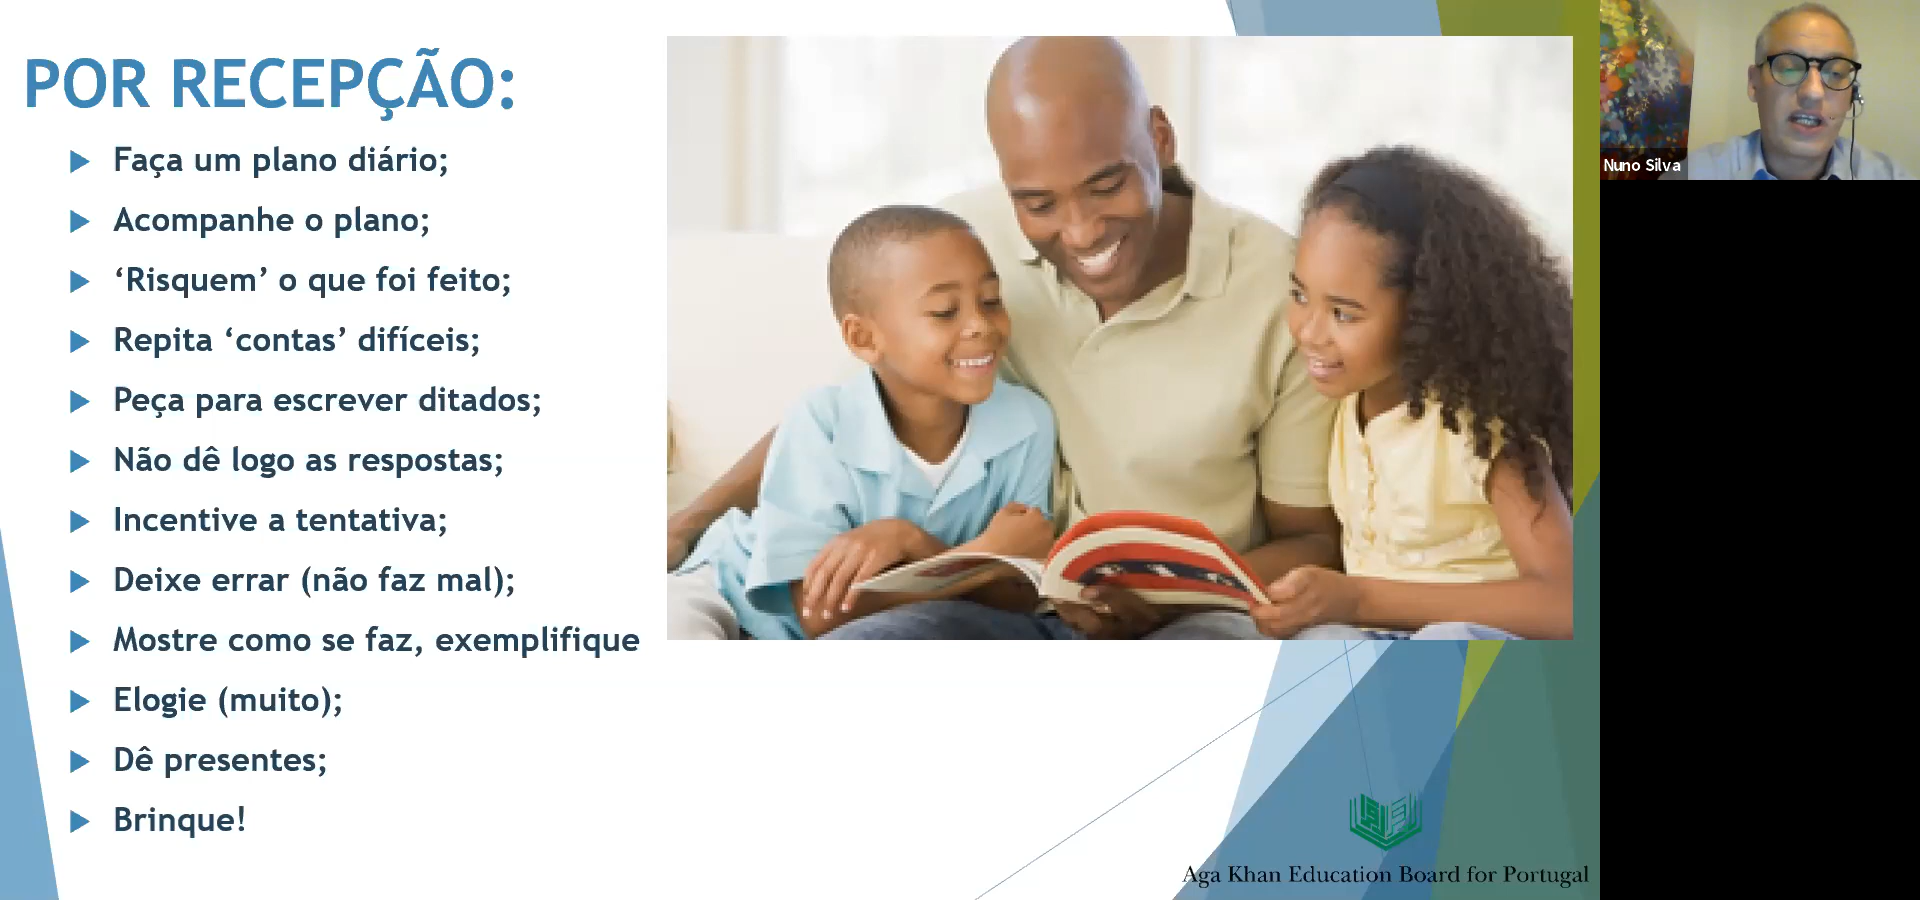 POR RECEPÇÃO:
Faça um plano diário;
Acompanhe o plano;
‘Risquem’ o que foi feito;
Repita ‘contas’ difíceis;
Peça para escrever ditados;
Não dê logo as respostas;
Incentive a tentativa;
Deixe errar (não faz mal);
Mostre como se faz, exemplifique
Elogie (muito);
Dê presentes;
Brinque!
Nuno Silva
Aga Khan Education Board for Portugal